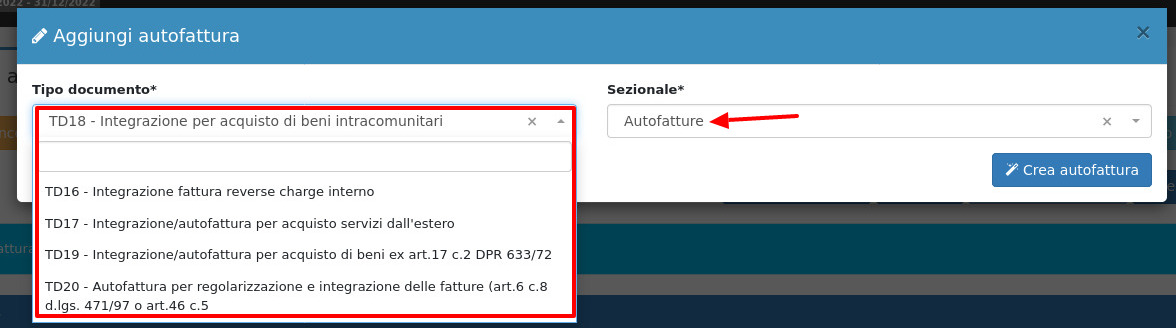 2022 - 31/12/2022
Aggiungi autofattura
×
Tipo documento*
Sezionale*
TD18 - Integrazione per acquisto di beni intracomunitari
×
Autofatture
×
Crea autofattura
TD16 - Integrazione fattura reverse charge interno
TD17 - Integrazione/autofattura per acquisto servizi dall'estero
TD19 - Integrazione/autofattura per acquisto di beni ex art.17 c.2 DPR 633/72
TD20 - Autofattura per regolarizzazione e integrazione delle fatture (art.6 c.8
d.lgs. 471/97 o art.46 c.5